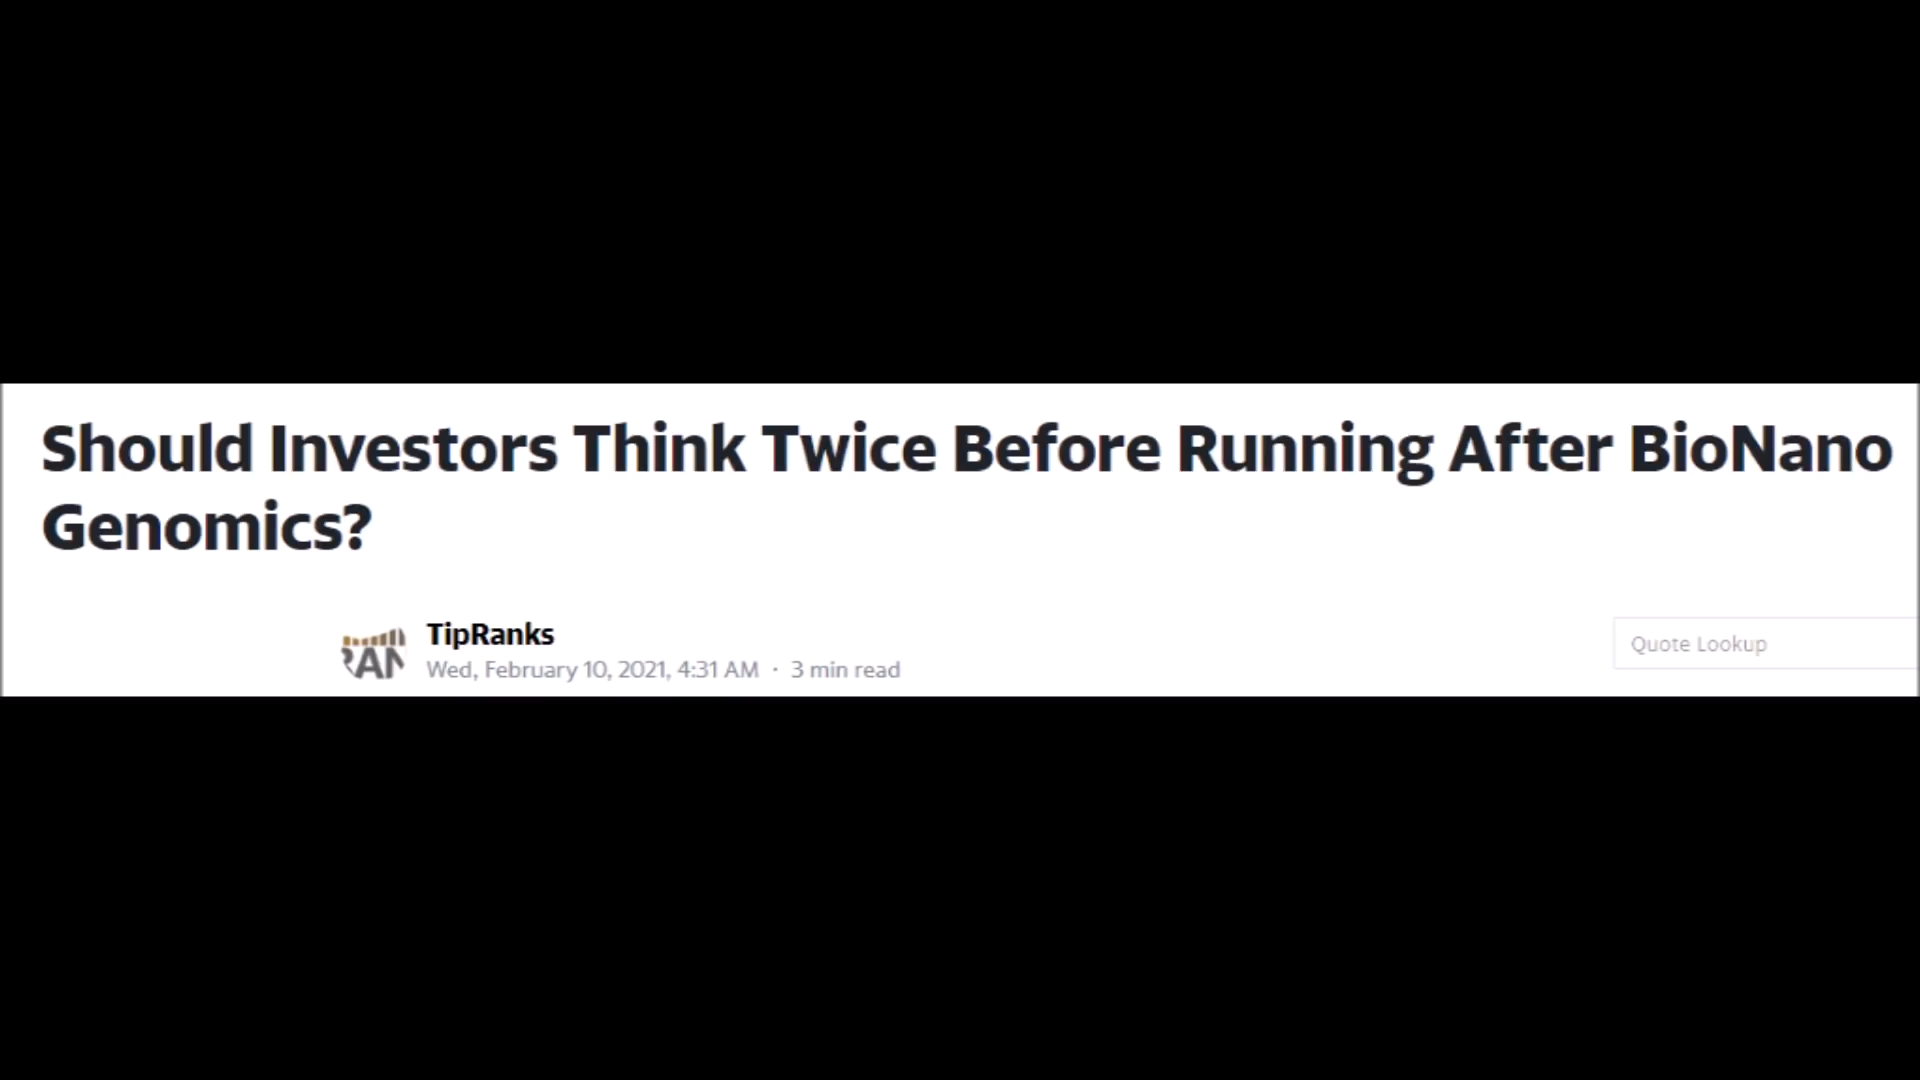 Should Investors Think Twice Before Running After BioNano
Genomics?
TipRanks
Wed, February 10, 2021, 4:31 AM · 3 min read
Quote Lookup